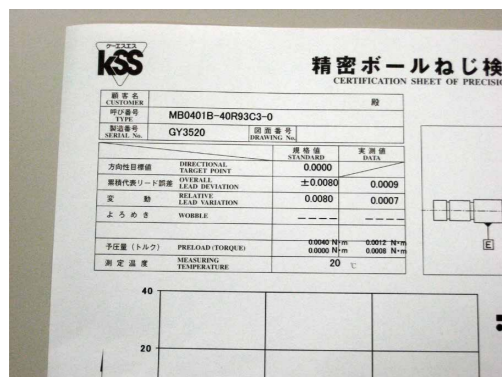 ケーエスエス
KSS
精密ボールねじ検
CERTIFICATION SHEET OF PRECISI
顧客名 殿
CUSTOMER
呼び番号 MB0401B-40R93C3-0
TYPE
製造番号 GY3520 図面番号
SERIAL No. DRAWING No.
規格値 実測値
STANDARD DATA
方向性目標値 DIRECTIONAL TARGET POINT 0.0000
累積代表リード誤差 OVERALL LEAD DEVIATION ±0.0080 0.0009
変動 RELATIVE LEAD VARIATION 0.0080 0.0007
よろめき WOBBLE ---- ----
予圧量(トルク) PRELOAD (TORQUE) 0.0040 N・m 0.0012 N・m
0.0000 N・m 0.0008 N・m
測定温度 MEASURING TEMPERATURE 20 ℃
E
40
20